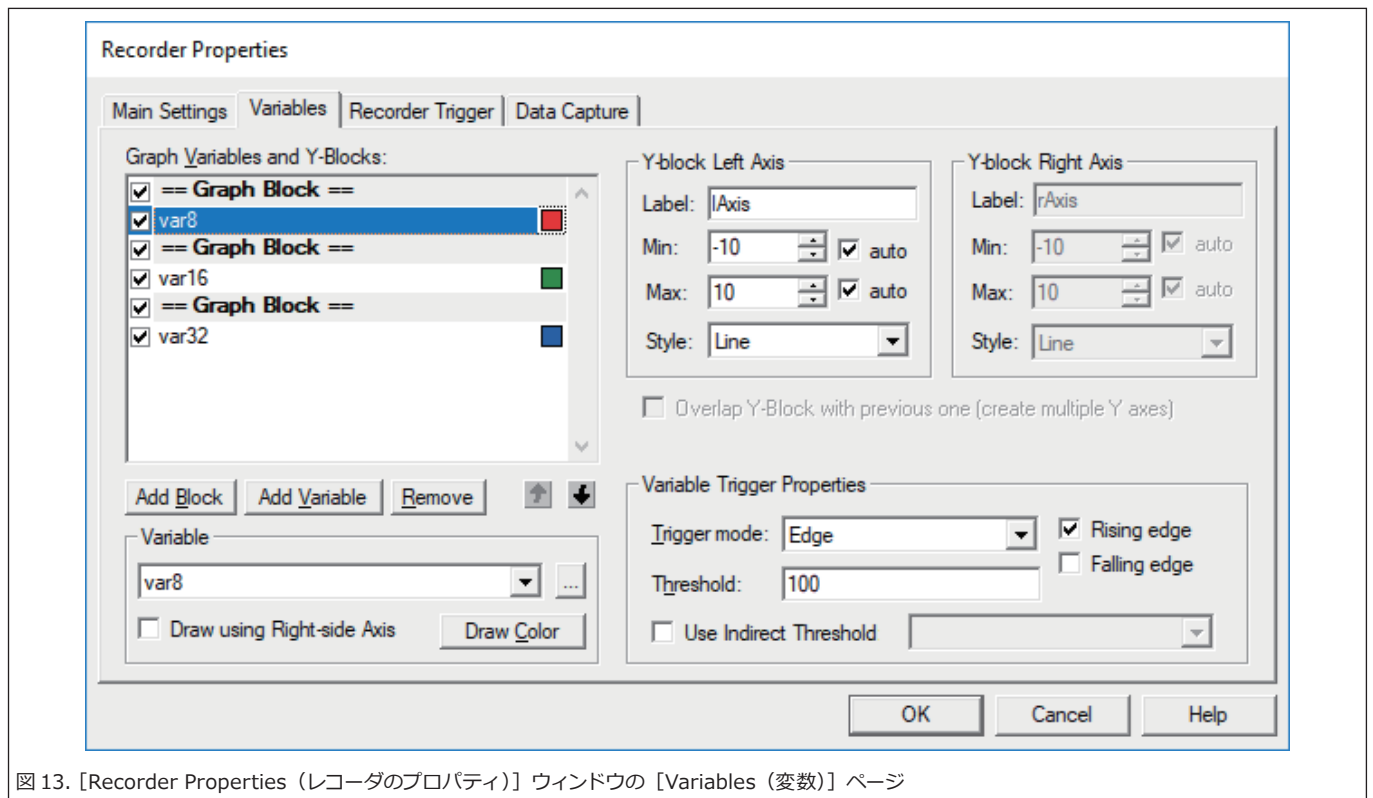 Recorder Properties
Main Settings Variables Recorder Trigger Data Capture
Graph Variables and Y-Blocks:
== Graph Block ==
var8
== Graph Block ==
var16
== Graph Block ==
var32
Add Block Add Variable Remove
Variable
var8 ...
Draw using Right-side Axis Draw Color
Y-block Left Axis
Label: lAxis
Min: -10 auto
Max: 10 auto
Style: Line
Y-block Right Axis
Label: rAxis
Min: -10 auto
Max: 10 auto
Style: Line
Overlap Y-Block with previous one (create multiple Y axes)
Variable Trigger Properties
Trigger mode: Edge Rising edge
Falling edge
Threshold: 100
Use Indirect Threshold
OK Cancel Help
図 13.［Recorder Properties（レコーダのプロパティ）］ウィンドウの［Variables（変数）］ページ